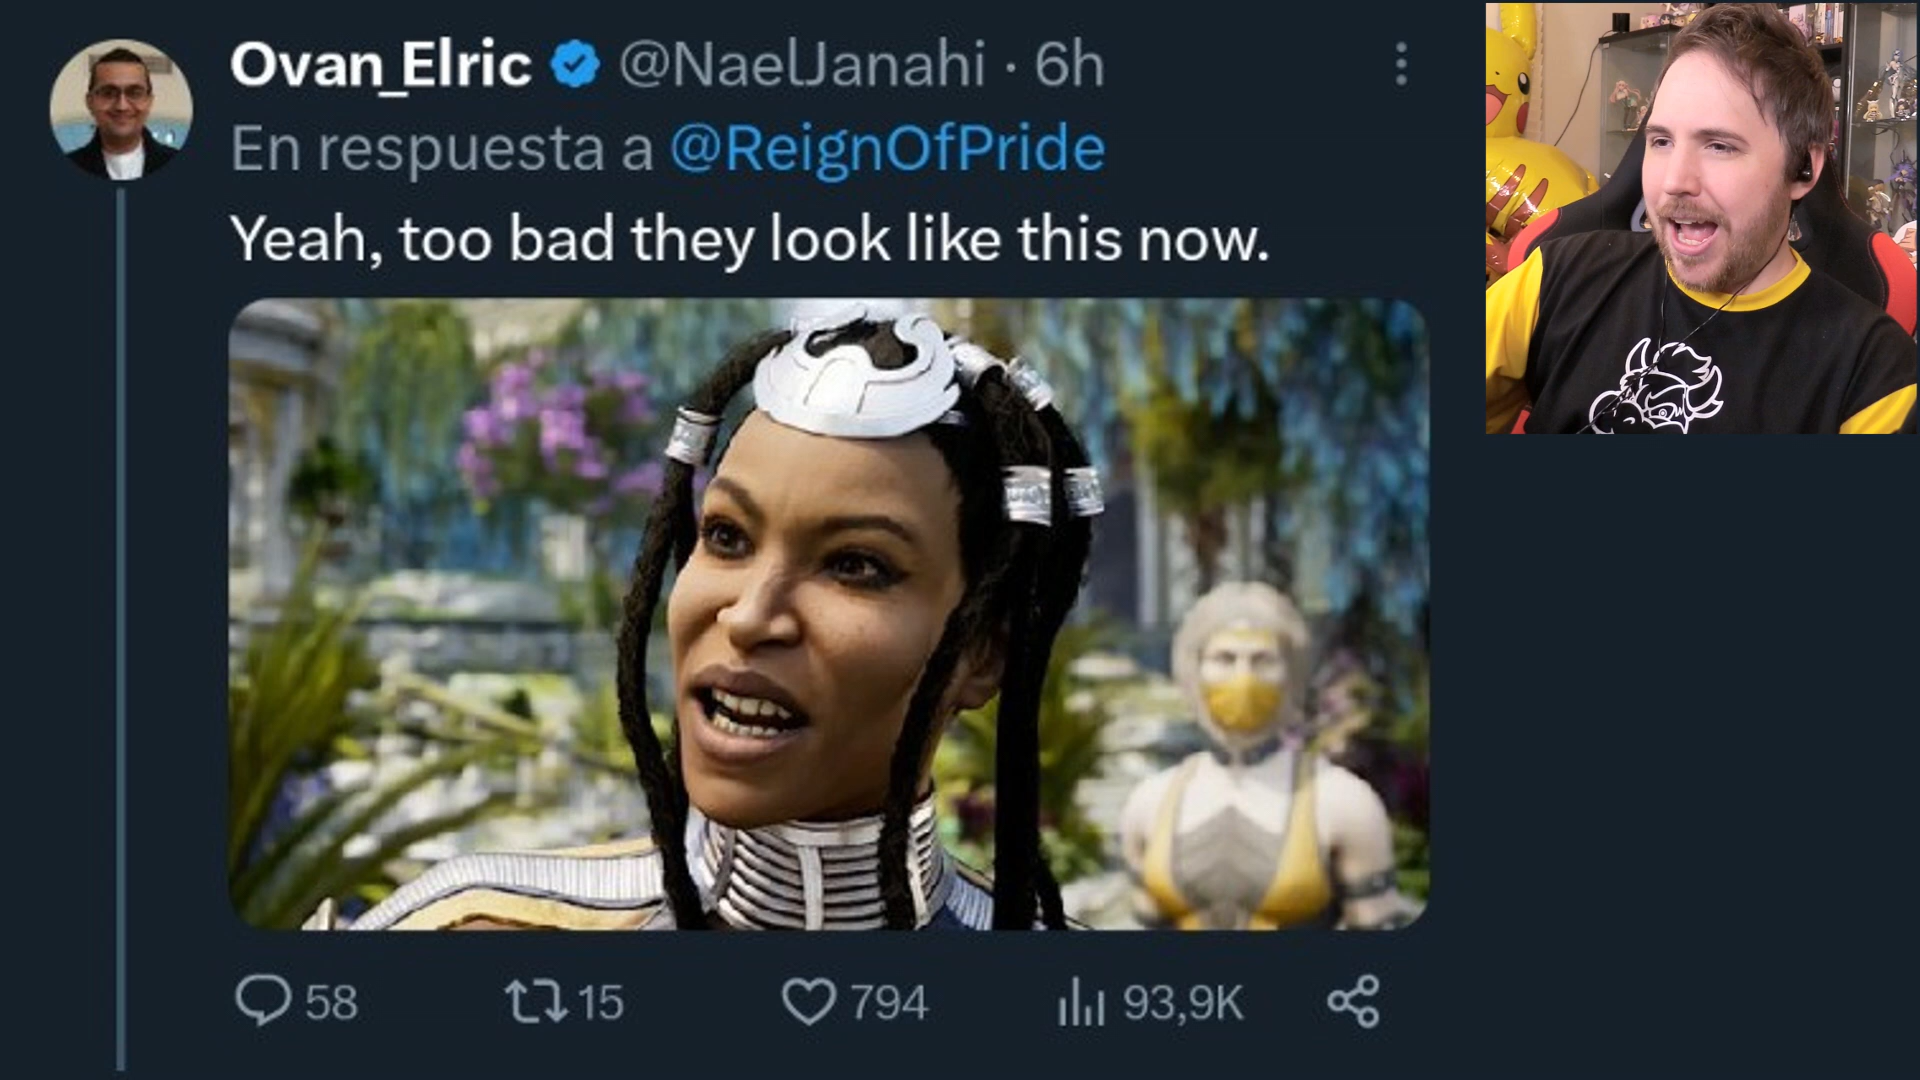 Ovan_Elric @NaelJanahi · 6h
En respuesta a @ReignOfPride
Yeah, too bad they look like this now.
58 15 794 93,9K